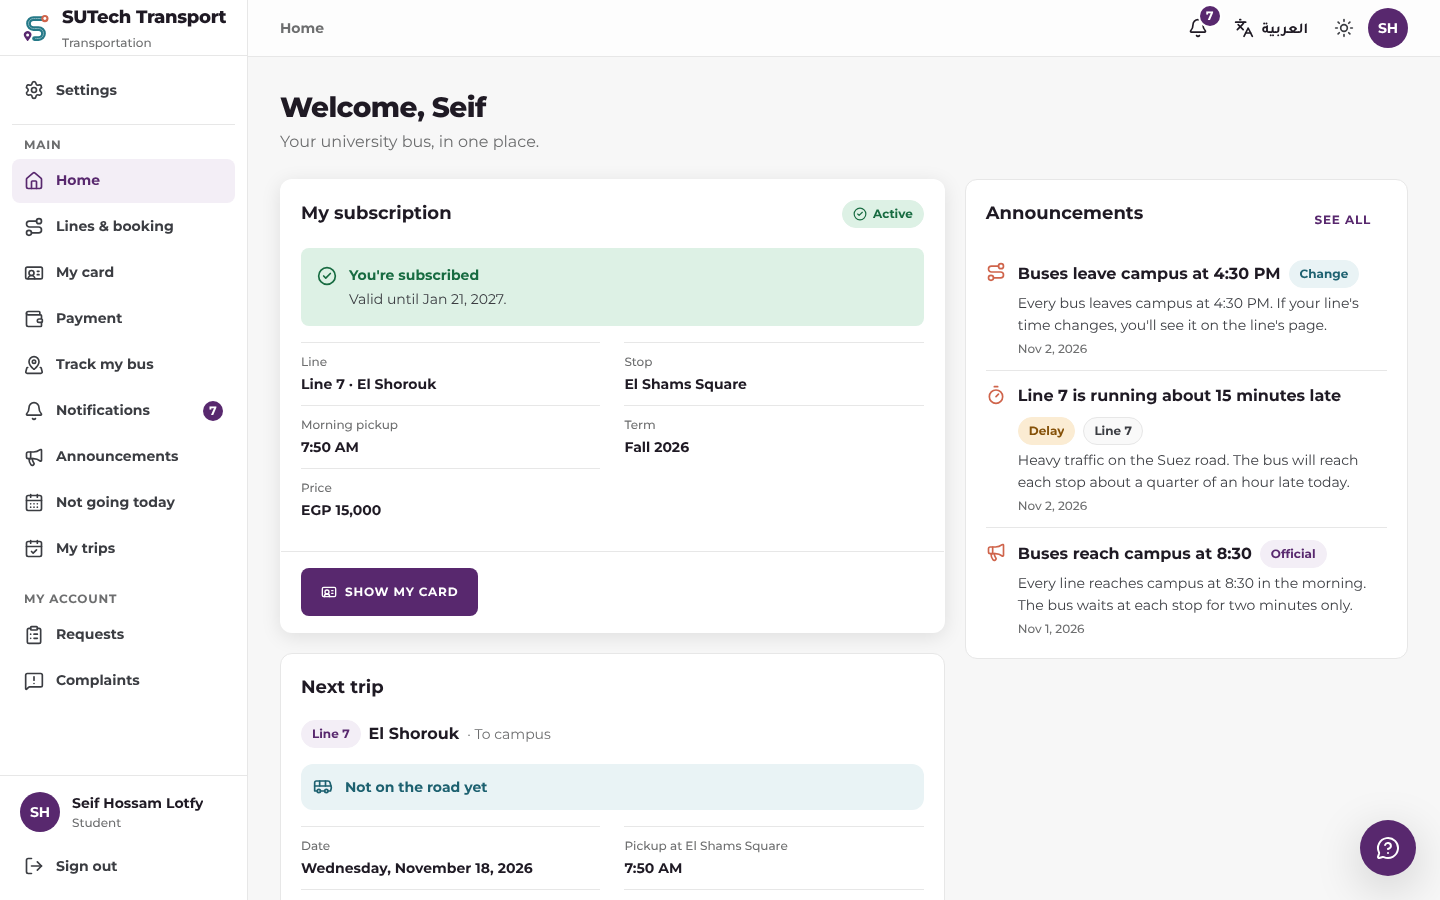 SUTech Transport
Transportation
Settings
MAIN
Home
Lines & booking
My card
Payment
Track my bus
Notifications 7
Announcements
Not going today
My trips
MY ACCOUNT
Requests
Complaints
SH
Seif Hossam Lotfy
Student
Sign out
Home
7
العربية
SH
Welcome, Seif
Your university bus, in one place.
My subscription
Active
You're subscribed
Valid until Jan 21, 2027.
Line
Line 7 · El Shorouk
Stop
El Shams Square
Morning pickup
7:50 AM
Term
Fall 2026
Price
EGP 15,000
SHOW MY CARD
Next trip
Line 7 El Shorouk · To campus
Not on the road yet
Date
Wednesday, November 18, 2026
Pickup at El Shams Square
7:50 AM
Announcements
SEE ALL
Buses leave campus at 4:30 PM Change
Every bus leaves campus at 4:30 PM. If your line's
time changes, you'll see it on the line's page.
Nov 2, 2026
Line 7 is running about 15 minutes late
Delay Line 7
Heavy traffic on the Suez road. The bus will reach
each stop about a quarter of an hour late today.
Nov 2, 2026
Buses reach campus at 8:30 Official
Every line reaches campus at 8:30 in the morning.
The bus waits at each stop for two minutes only.
Nov 1, 2026